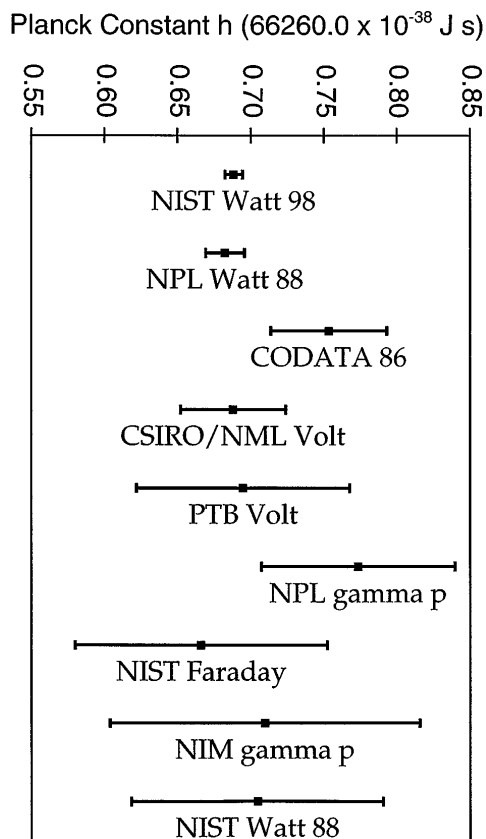 Planck Constant h (66260.0 x 10⁻³⁸ J s)
0.55 0.60 0.65 0.70 0.75 0.80 0.85
NIST Watt 98
NPL Watt 88
CODATA 86
CSIRO/NML Volt
PTB Volt
NPL gamma p
NIST Faraday
NIM gamma p
NIST Watt 88